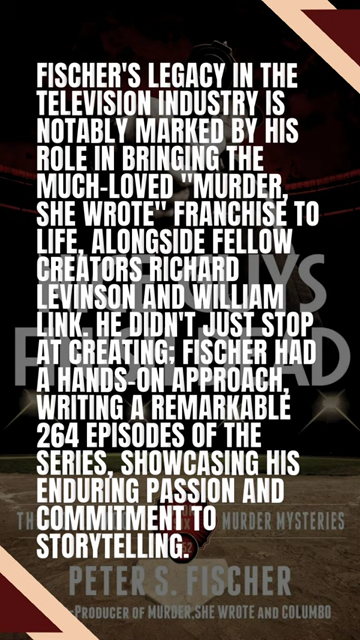 FISCHER'S LEGACY IN THE
TELEVISION INDUSTRY IS
NOTABLY MARKED BY HIS
ROLE IN BRINGING THE
MUCH-LOVED "MURDER,
SHE WROTE" FRANCHISE TO
LIFE, ALONGSIDE FELLOW
CREATORS RICHARD
LEVINSON AND WILLIAM
LINK. HE DIDN'T JUST STOP
AT CREATING; FISCHER HAD
A HANDS-ON APPROACH,
WRITING A REMARKABLE
264 EPISODES OF THE
SERIES, SHOWCASING HIS
ENDURING PASSION AND
COMMITMENT TO
STORYTELLING.
GUYS
MURDER MYSTERIES
PETER S. FISCHER
-PRODUCER OF MURDER, SHE WROTE AND COLUMBO